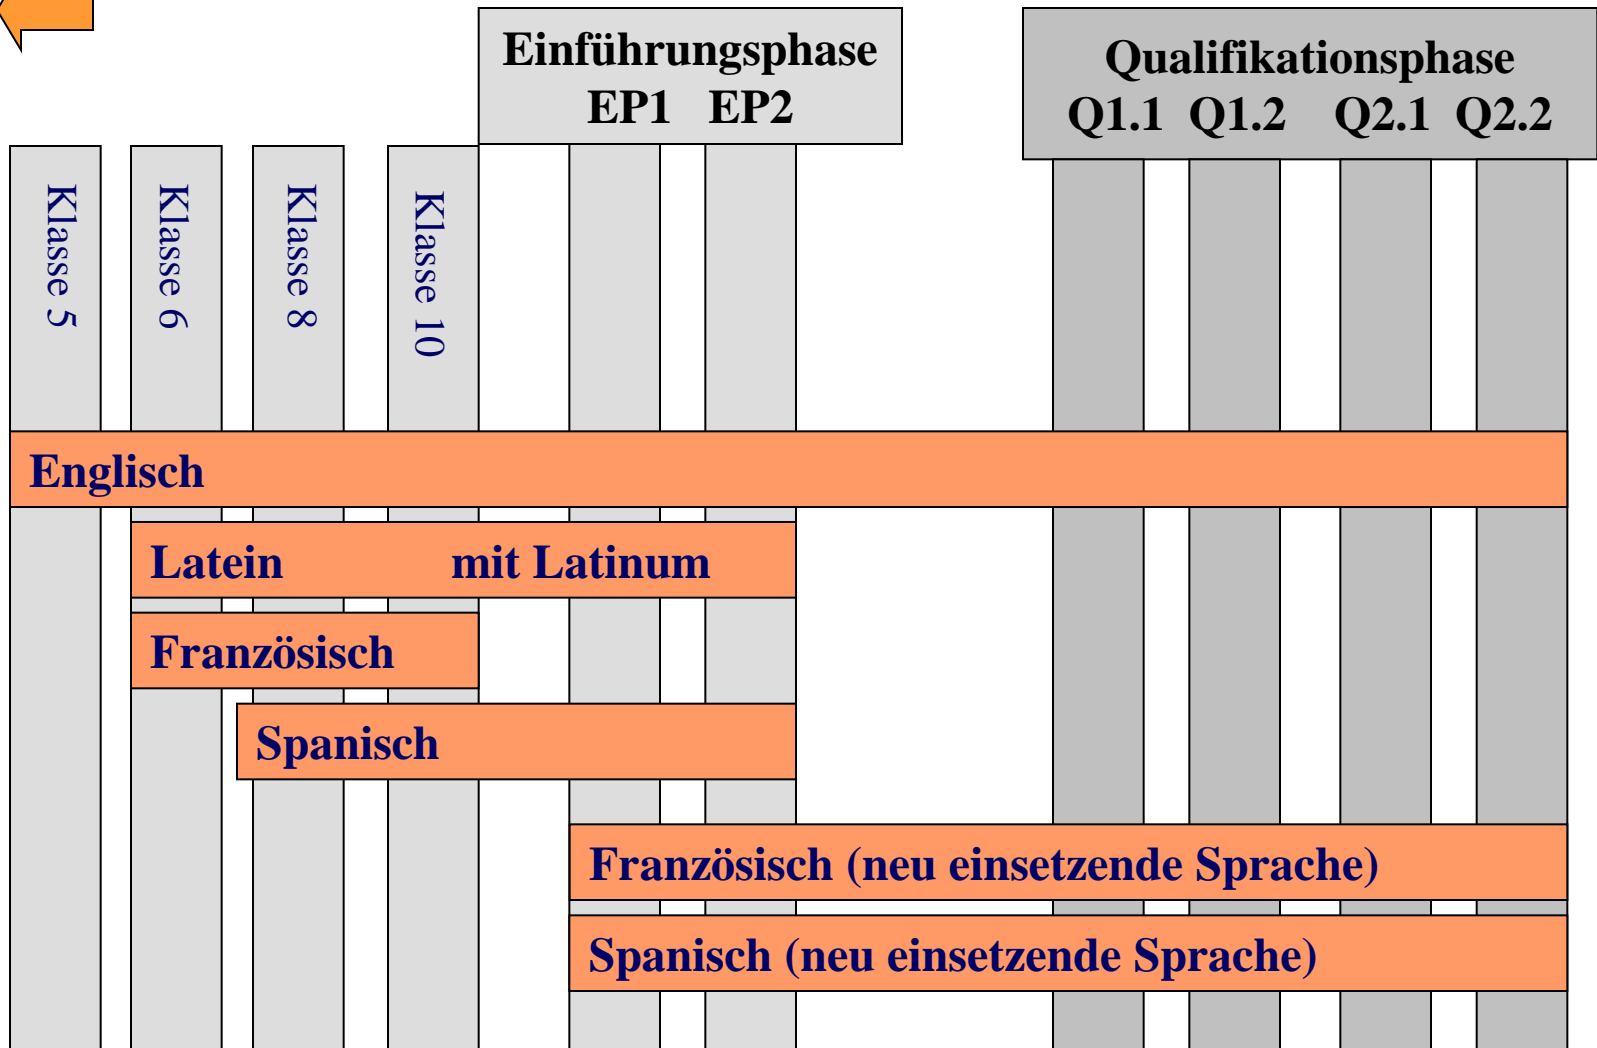 Einführungsphase
EP1 EP2
Qualifikationsphase
Q1.1 Q1.2 Q2.1 Q2.2
Klasse 5
Klasse 6
Klasse 8
Klasse 10
Englisch
Latein mit Latinum
Französisch
Spanisch
Französisch (neu einsetzende Sprache)
Spanisch (neu einsetzende Sprache)